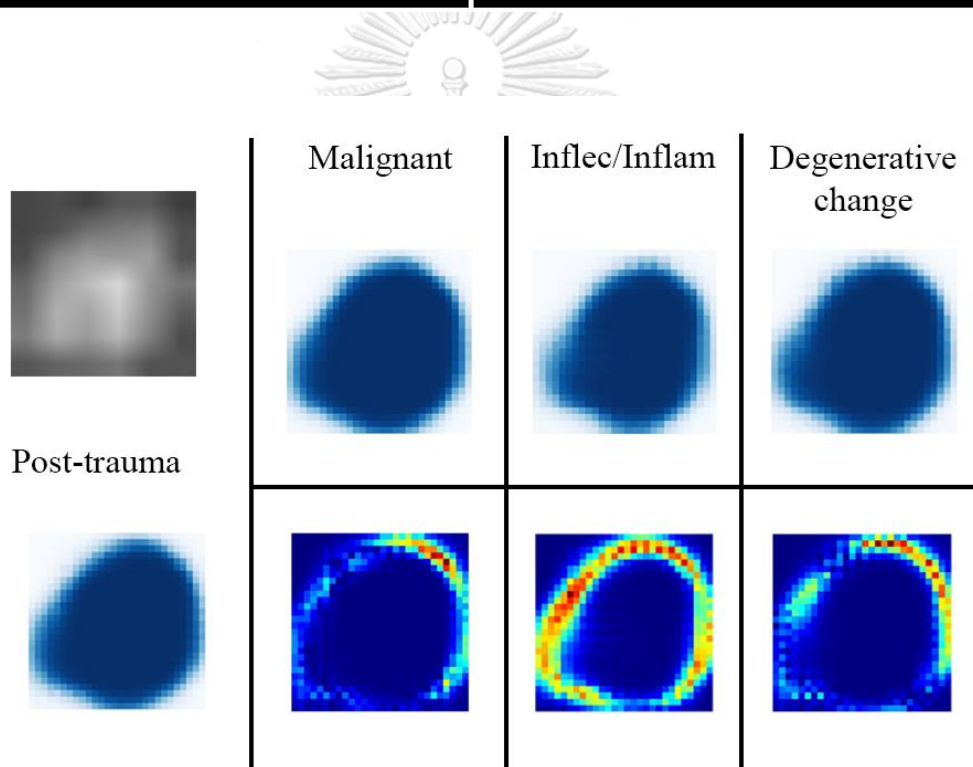 Malignant
Inflec/Inflam
Degenerative
change
Post-trauma